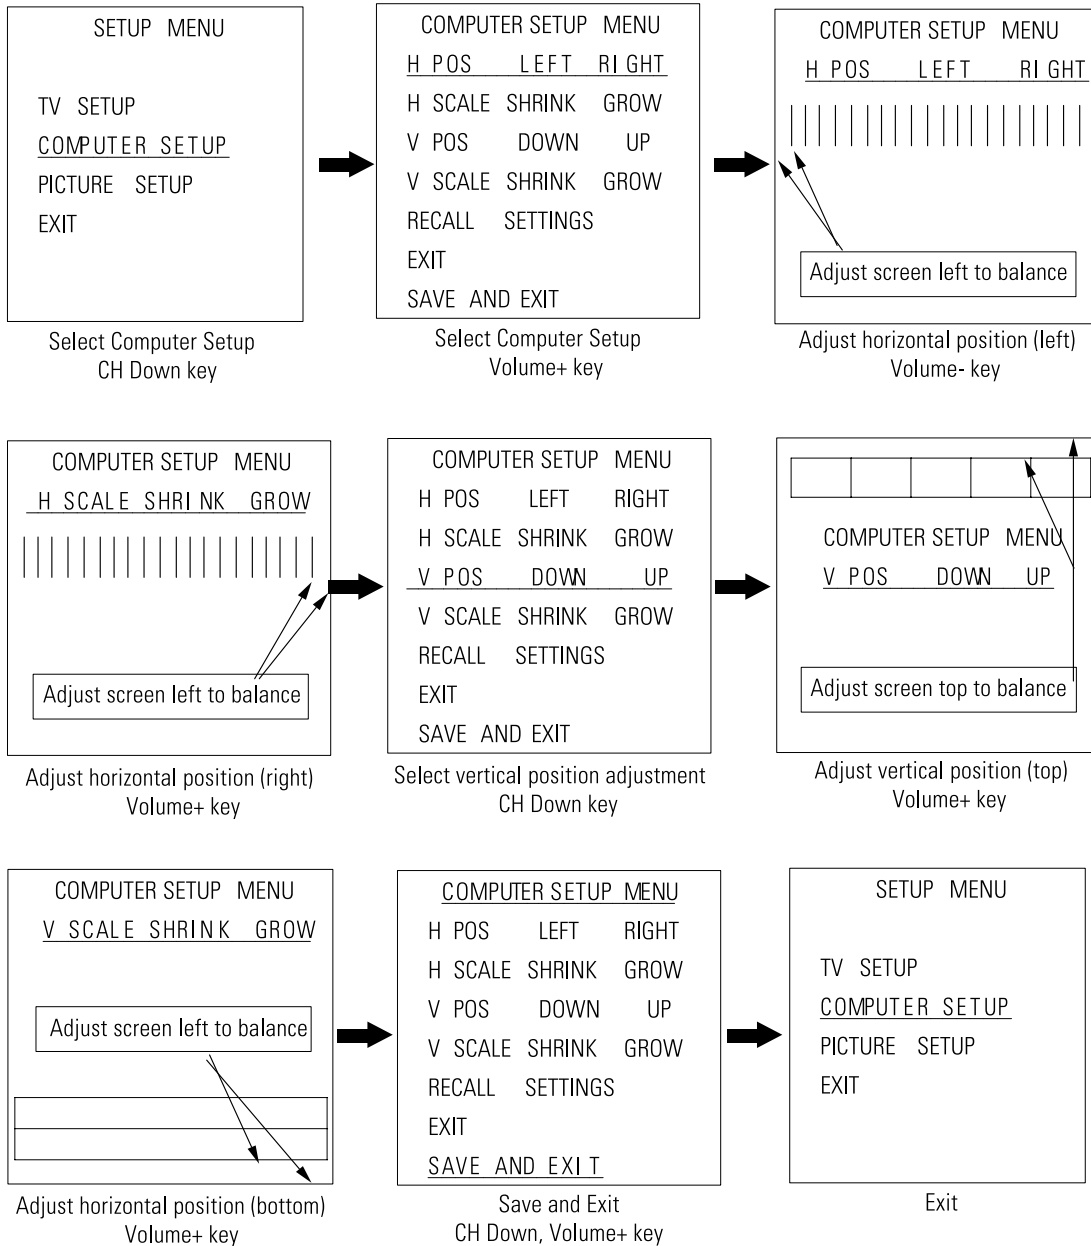 SETUP MENU
TV SETUP
COMPUTER SETUP
PICTURE SETUP
EXIT
Select Computer Setup
CH Down key
COMPUTER SETUP MENU
H POS LEFT RIGHT
H SCALE SHRINK GROW
V POS DOWN UP
V SCALE SHRINK GROW
RECALL SETTINGS
EXIT
SAVE AND EXIT
Select Computer Setup
Volume+ key
COMPUTER SETUP MENU
H POS LEFT RIGHT
Adjust screen left to balance
Adjust horizontal position (left)
Volume- key
COMPUTER SETUP MENU
H SCALE SHRINK GROW
Adjust screen left to balance
Adjust horizontal position (right)
Volume+ key
COMPUTER SETUP MENU
H POS LEFT RIGHT
H SCALE SHRINK GROW
V POS DOWN UP
V SCALE SHRINK GROW
RECALL SETTINGS
EXIT
SAVE AND EXIT
Select vertical position adjustment
CH Down key
COMPUTER SETUP MENU
V POS DOWN UP
Adjust screen top to balance
Adjust vertical position (top)
Volume+ key
COMPUTER SETUP MENU
V SCALE SHRINK GROW
Adjust screen left to balance
Adjust horizontal position (bottom)
Volume+ key
COMPUTER SETUP MENU
H POS LEFT RIGHT
H SCALE SHRINK GROW
V POS DOWN UP
V SCALE SHRINK GROW
RECALL SETTINGS
EXIT
SAVE AND EXIT
Save and Exit
CH Down, Volume+ key
SETUP MENU
TV SETUP
COMPUTER SETUP
PICTURE SETUP
EXIT
Exit